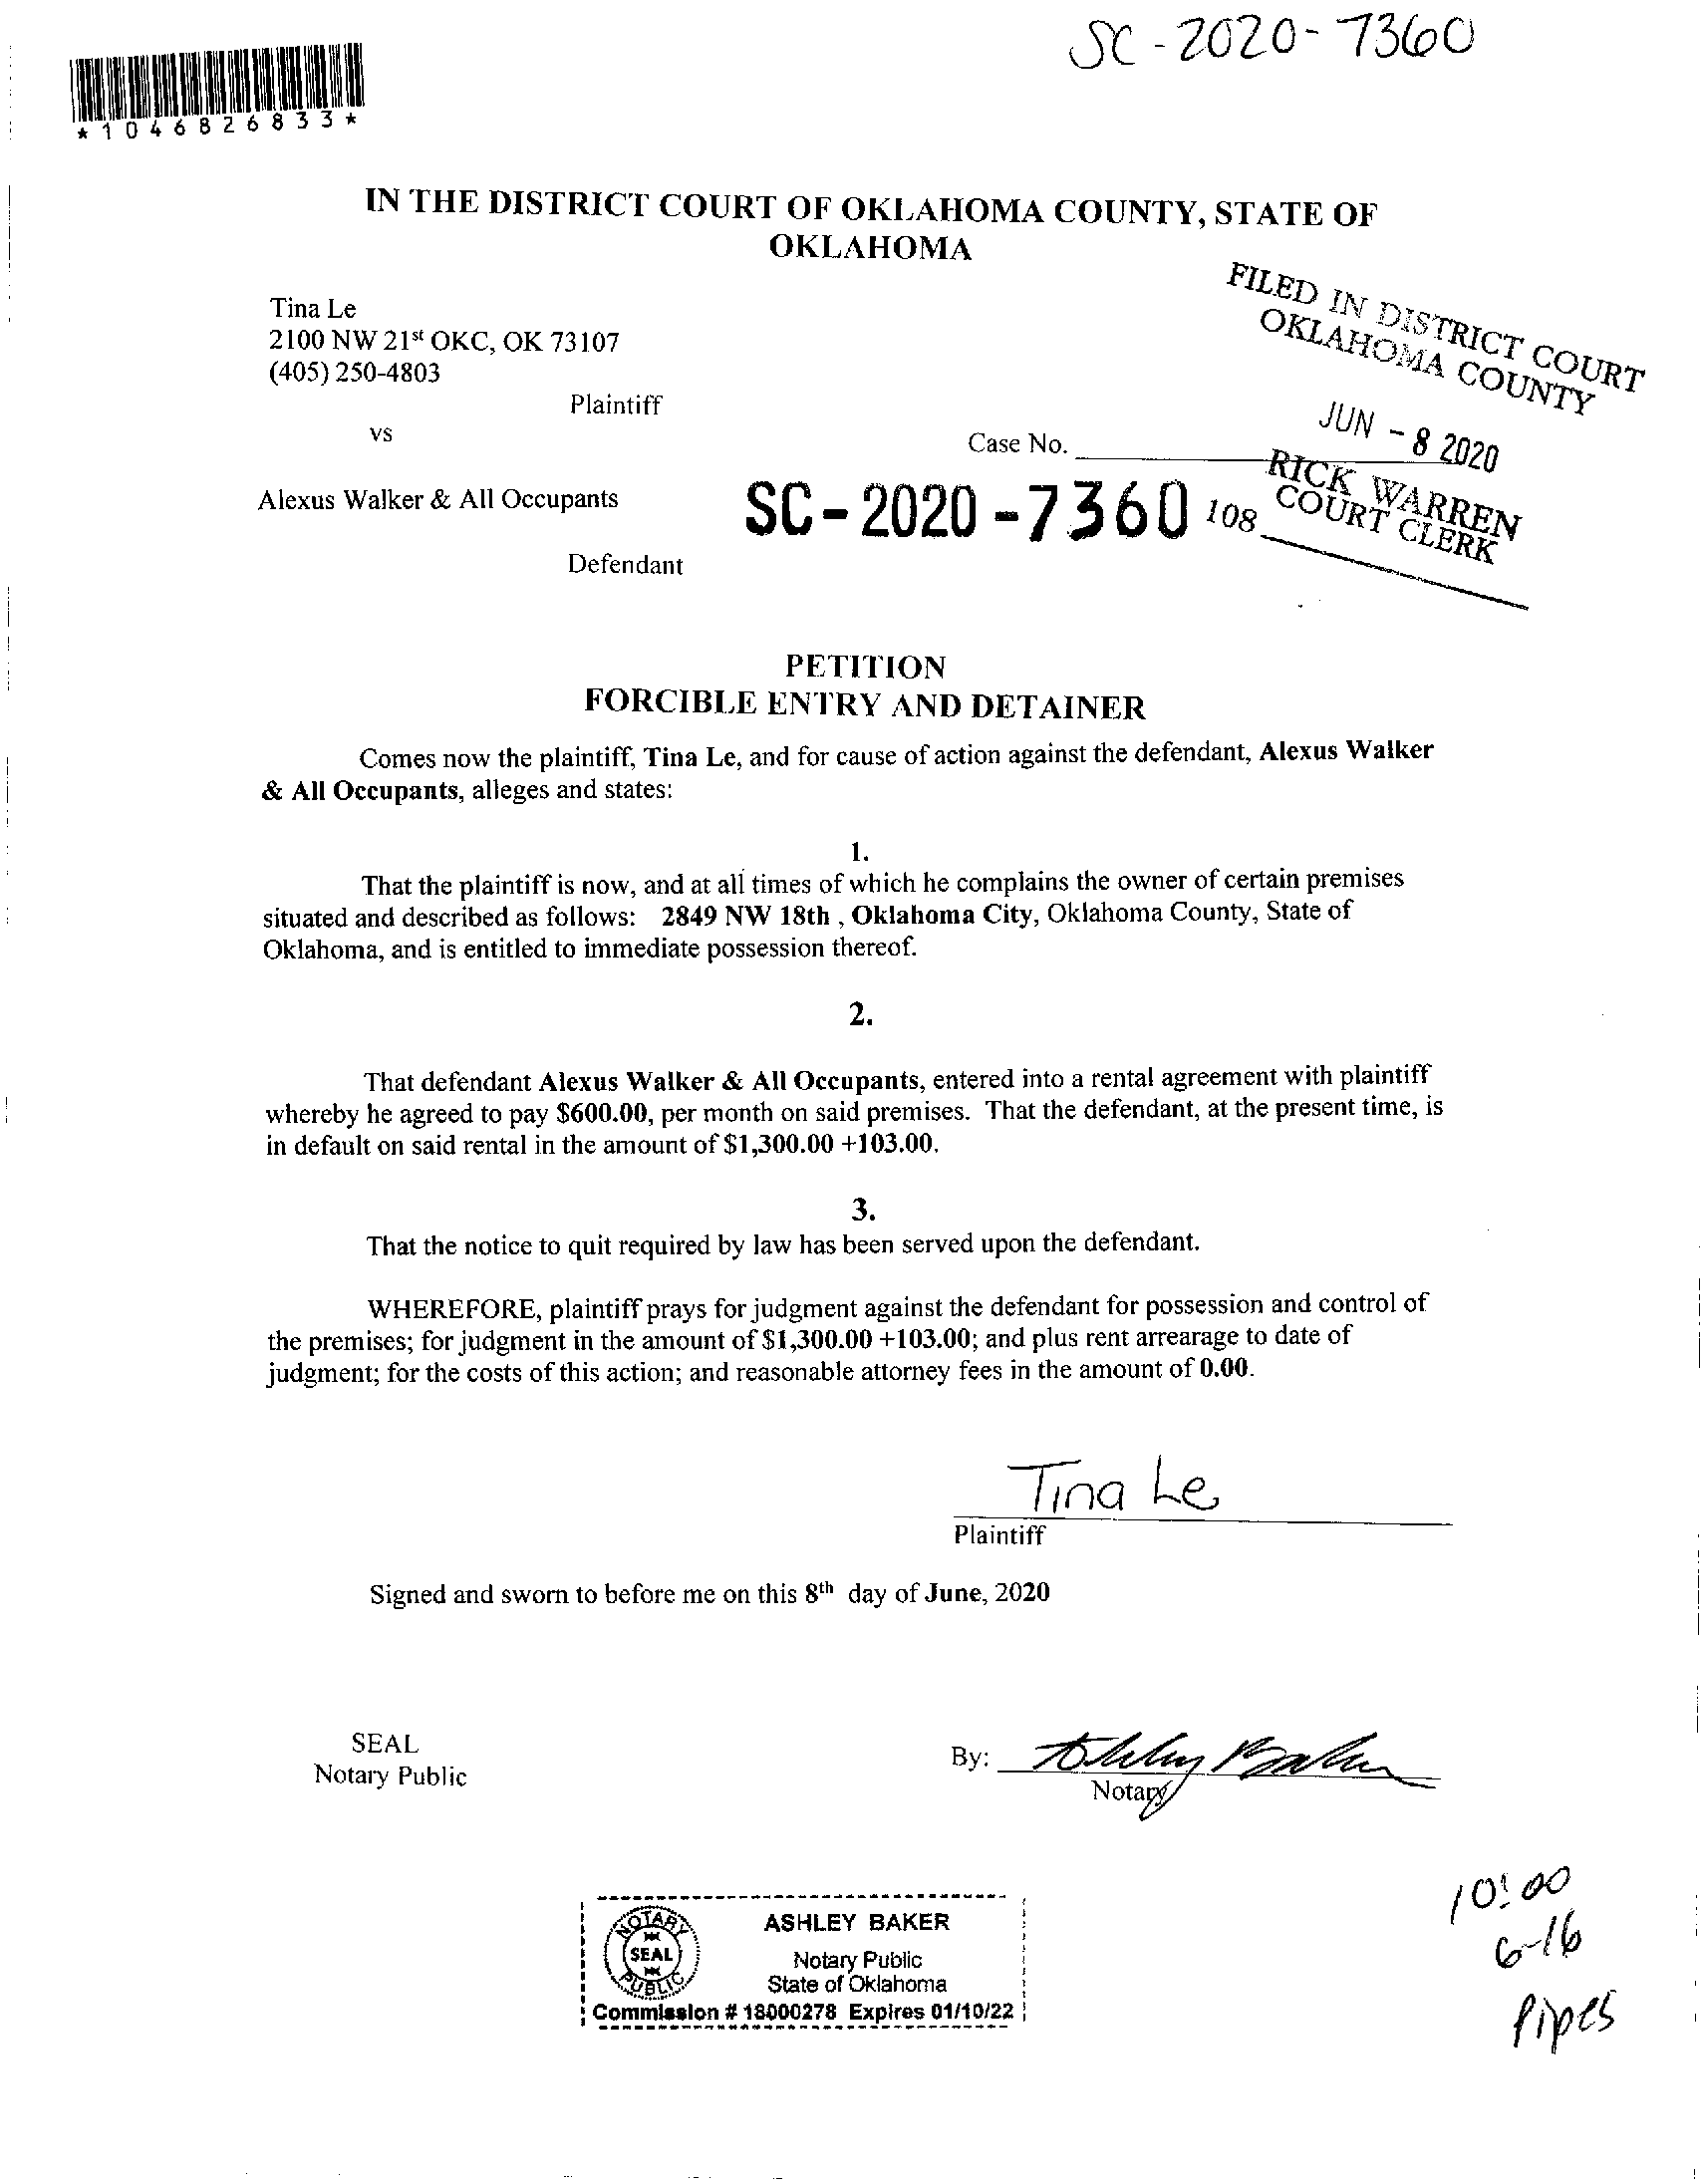 SC-2020-7360
*1046826833*
IN THE DISTRICT COURT OF OKLAHOMA COUNTY, STATE OF
OKLAHOMA
FILED IN DISTRICT COURT
OKLAHOMA COUNTY
JUN - 8 2020
RICK WARREN
COURT CLERK
108
Tina Le
2100 NW 21st OKC, OK 73107
(405) 250-4803
Plaintiff
vs
Case No.
Alexus Walker & All Occupants
SC-2020-7360
Defendant
PETITION
FORCIBLE ENTRY AND DETAINER
Comes now the plaintiff, Tina Le, and for cause of action against the defendant, Alexus Walker
& All Occupants, alleges and states:
1.
That the plaintiff is now, and at all times of which he complains the owner of certain premises
situated and described as follows: 2849 NW 18th , Oklahoma City, Oklahoma County, State of
Oklahoma, and is entitled to immediate possession thereof.
2.
That defendant Alexus Walker & All Occupants, entered into a rental agreement with plaintiff
whereby he agreed to pay $600.00, per month on said premises. That the defendant, at the present time, is
in default on said rental in the amount of $1,300.00 +103.00.
3.
That the notice to quit required by law has been served upon the defendant.
WHEREFORE, plaintiff prays for judgment against the defendant for possession and control of
the premises; for judgment in the amount of $1,300.00 +103.00; and plus rent arrearage to date of
judgment; for the costs of this action; and reasonable attorney fees in the amount of 0.00.
Tina Le
Plaintiff
Signed and sworn to before me on this 8th day of June, 2020
SEAL
Notary Public
By: Ashley Baker
Notary
NOTARY
SEAL
PUBLIC
ASHLEY BAKER
Notary Public
State of Oklahoma
Commission # 18000278 Expires 01/10/22
10:00
6-16
Pipes